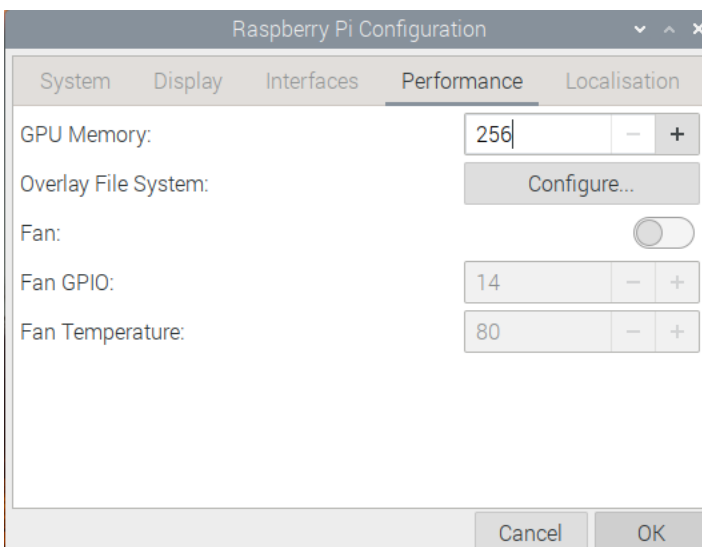 Raspberry Pi Configuration
System Display Interfaces Performance Localisation
GPU Memory: 256
Overlay File System: Configure...
Fan:
Fan GPIO: 14
Fan Temperature: 80
Cancel OK